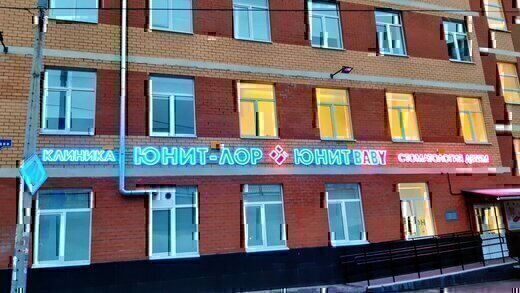 КЛИНИКА ЮНИТ-ЛОР ЮНИТ BABY СТОМАТОЛОГИЯ ДЕТЯМ